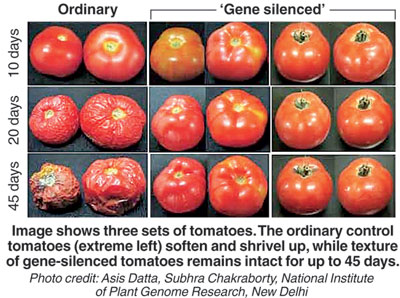 Ordinary ‘Gene silenced’
10 days
20 days
45 days
Image shows three sets of tomatoes. The ordinary control
tomatoes (extreme left) soften and shrivel up, while texture
of gene-silenced tomatoes remains intact for up to 45 days.
Photo credit: Asis Datta, Subhra Chakraborty, National Institute
of Plant Genome Research, New Delhi